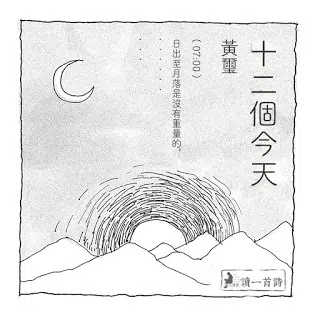 十二個今天
黃璽
(07:00)
日出至月落是沒有重量的。
......
讀一首詩